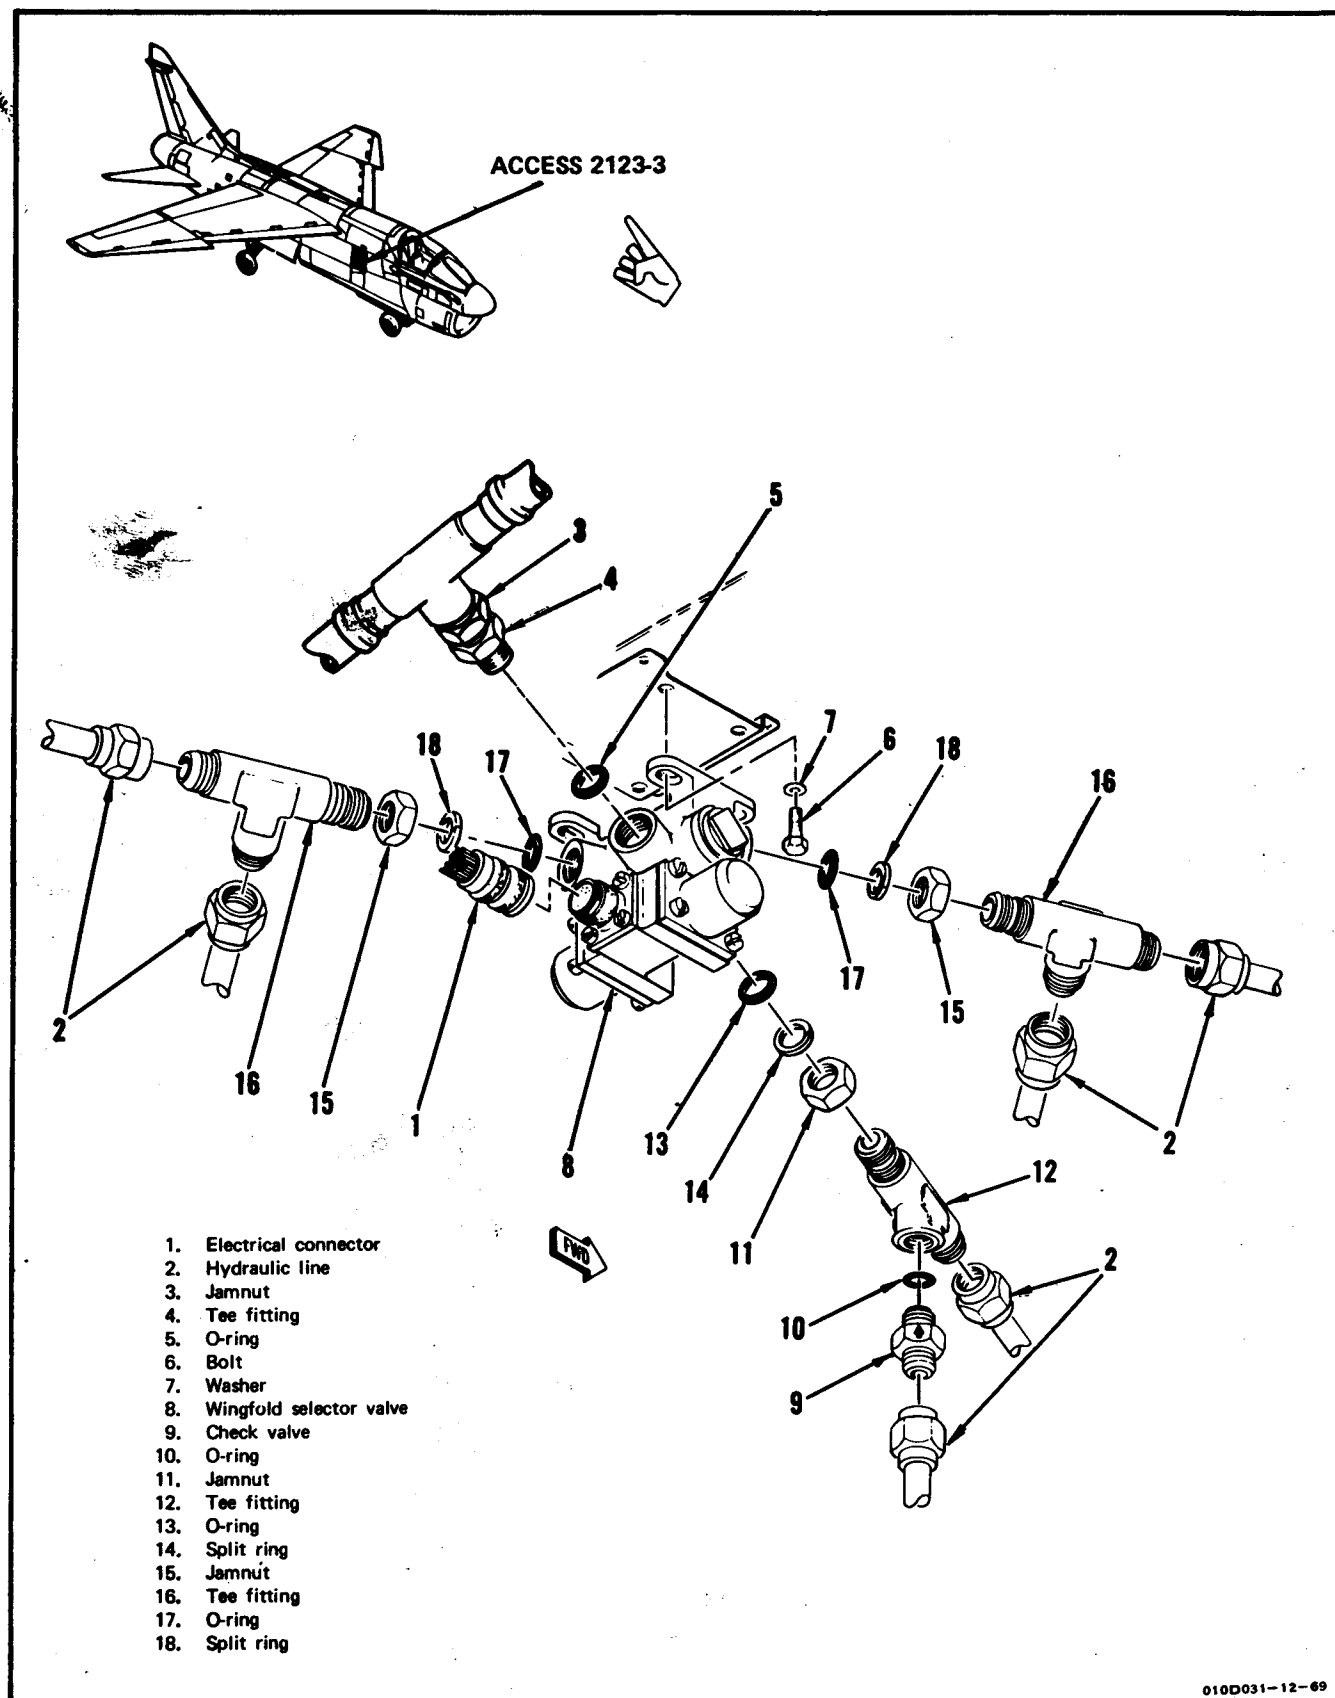 ACCESS 2123-3
5
3
4
7
6
18
16
18
17
2
16
15
1
8
13
14
11
17
15
2
12
2
10
9
FWD
1. Electrical connector
2. Hydraulic line
3. Jamnut
4. Tee fitting
5. O-ring
6. Bolt
7. Washer
8. Wingfold selector valve
9. Check valve
10. O-ring
11. Jamnut
12. Tee fitting
13. O-ring
14. Split ring
15. Jamnut
16. Tee fitting
17. O-ring
18. Split ring
010D031-12-69